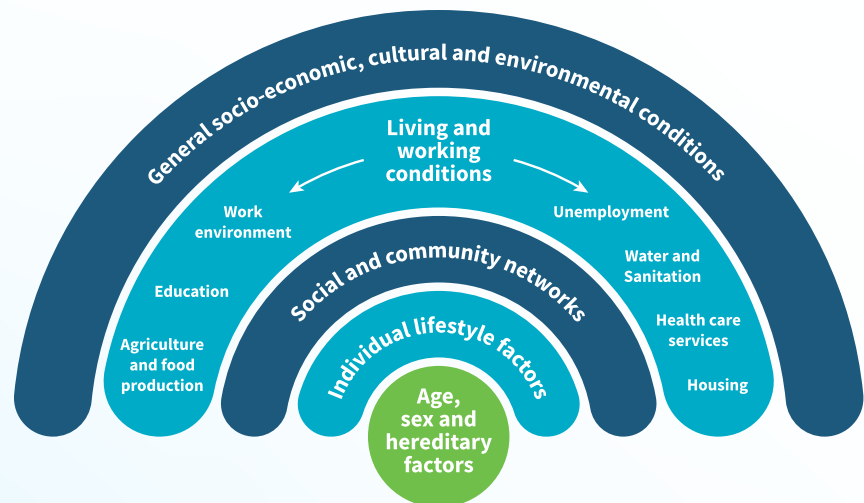 General socio-economic, cultural and environmental conditions
Living and
working
conditions
Work
environment
Education
Agriculture
and food
production
Unemployment
Water and
Sanitation
Health care
services
Housing
Social and community networks
Individual lifestyle factors
Age,
sex and
hereditary
factors